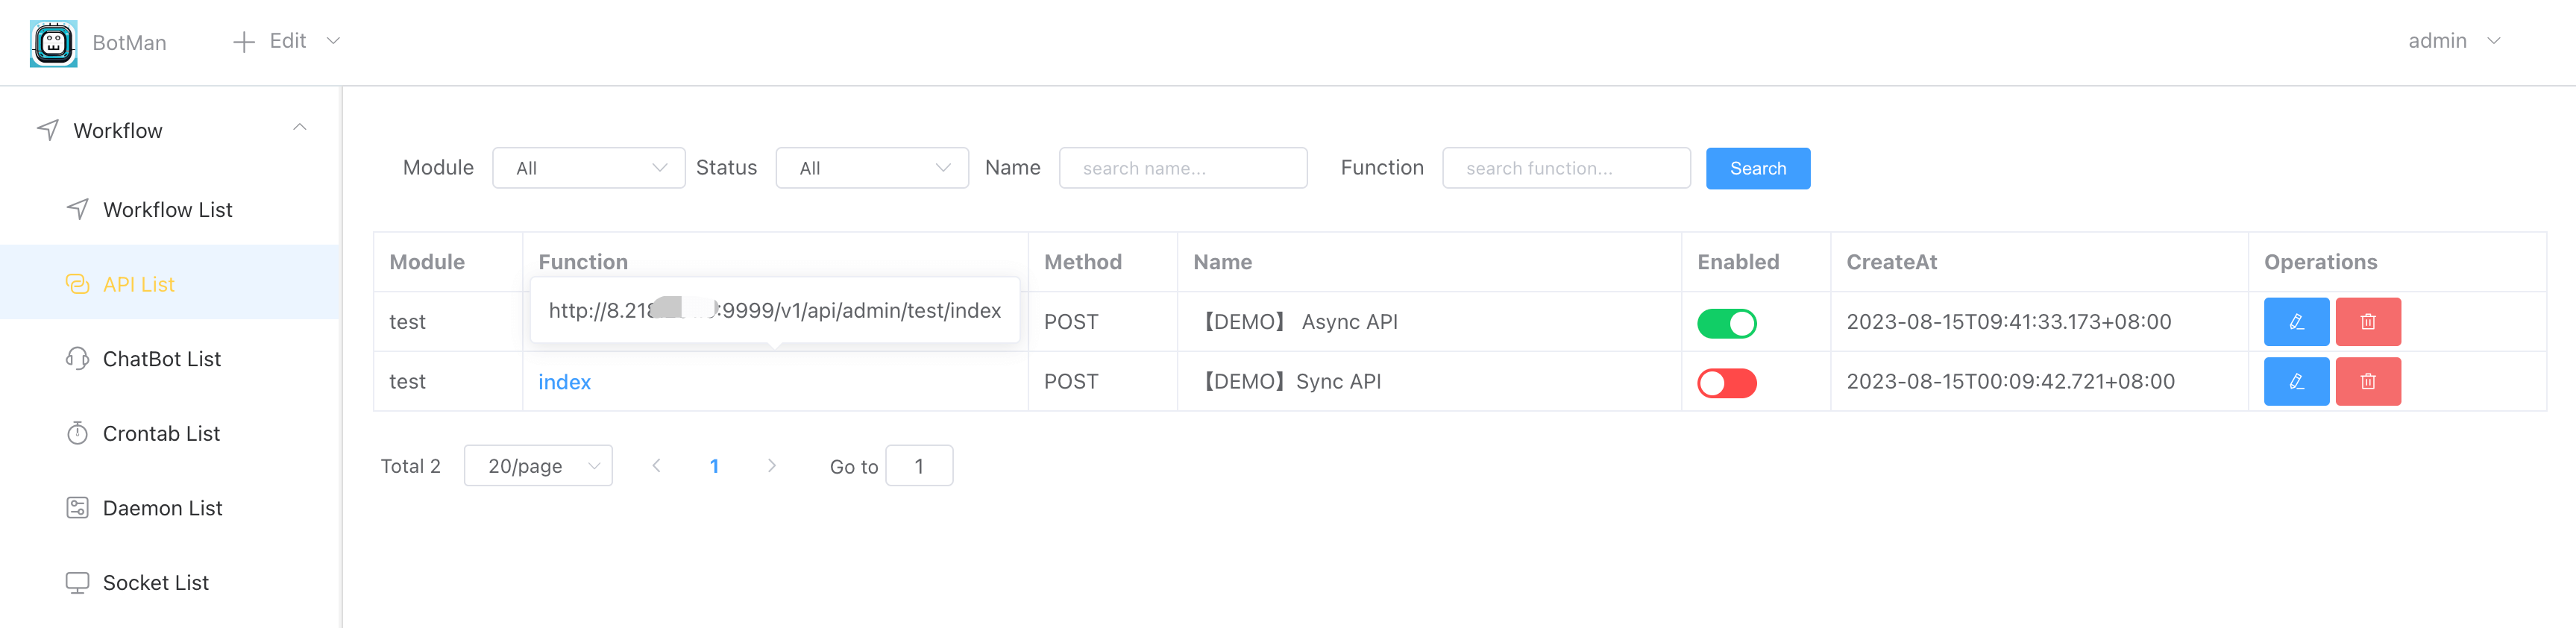 BotMan
Edit
admin
Workflow
Workflow List
API List
ChatBot List
Crontab List
Daemon List
Socket List
Module All Status All Name search name... Function search function... Search
Module Function Method Name Enabled CreateAt Operations
http://8.218 :9999/v1/api/admin/test/index
test POST 【DEMO】 Async API 2023-08-15T09:41:33.173+08:00
test index POST 【DEMO】Sync API 2023-08-15T00:09:42.721+08:00
Total 2 20/page 1 Go to 1